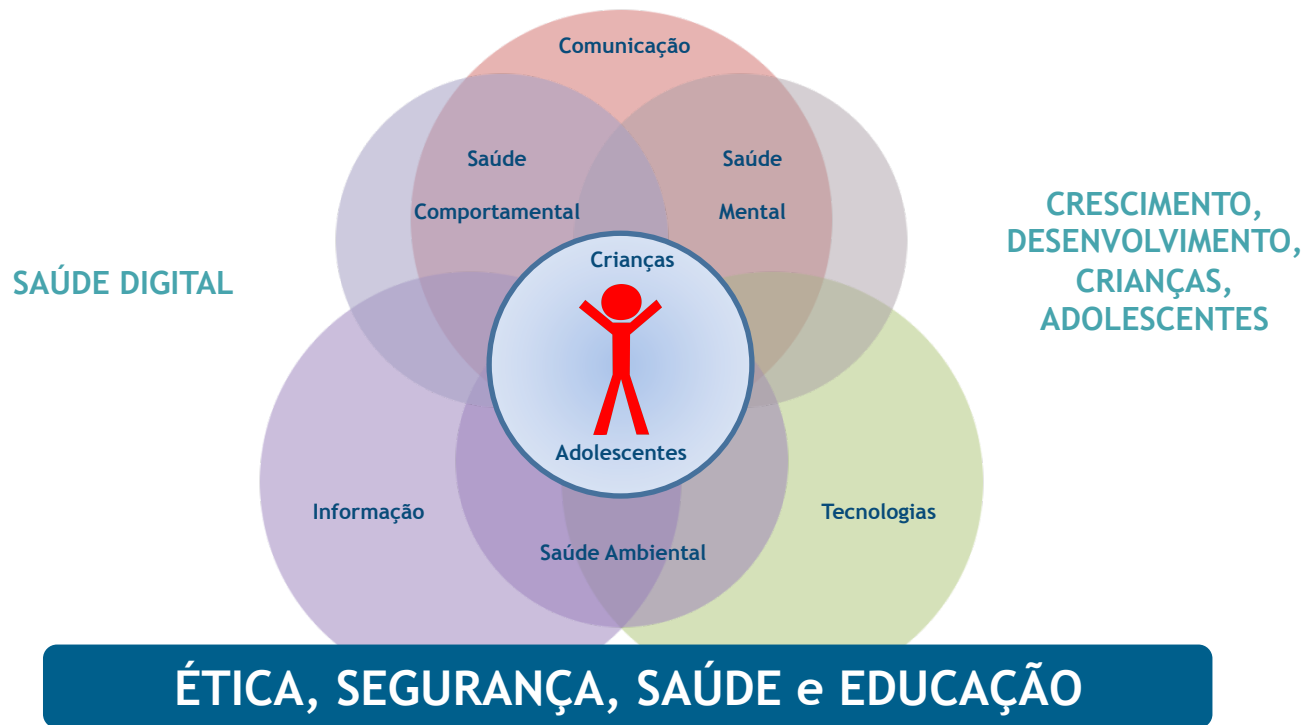 Comunicação
Saúde
Comportamental
Saúde
Mental
SAÚDE DIGITAL
CRESCIMENTO,
DESENVOLVIMENTO,
CRIANÇAS,
ADOLESCENTES
Crianças
Adolescentes
Informação
Tecnologias
Saúde Ambiental
ÉTICA, SEGURANÇA, SAÚDE e EDUCAÇÃO